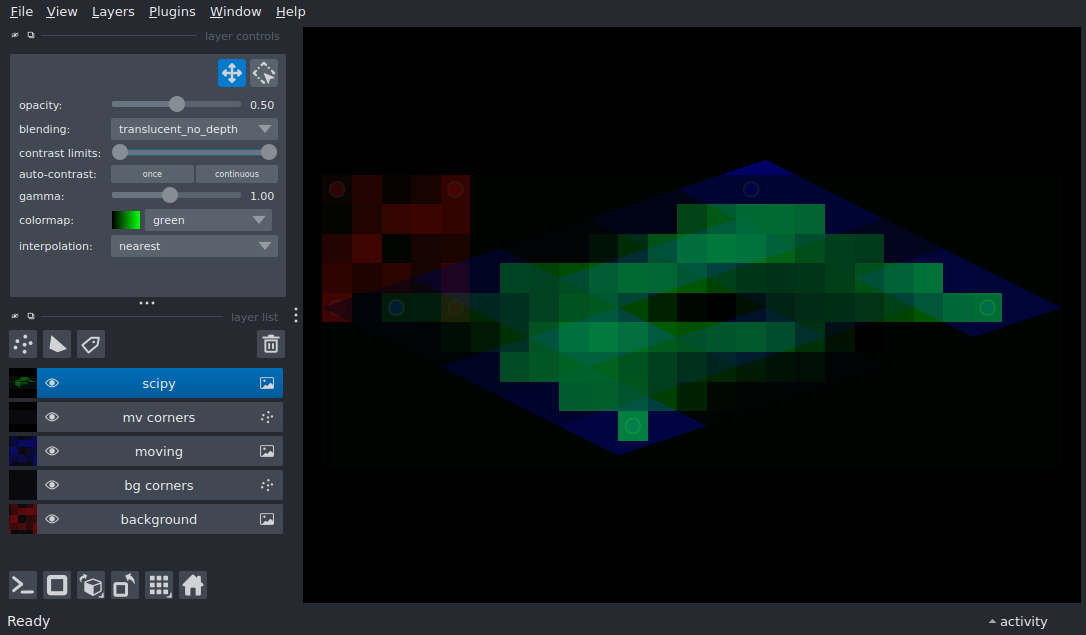 File View Layers Plugins Window Help
layer controls
opacity: 0.50
blending: translucent_no_depth
contrast limits:
auto-contrast: once continuous
gamma: 1.00
colormap: green
interpolation: nearest
layer list
scipy
mv corners
moving
bg corners
background
Ready
activity